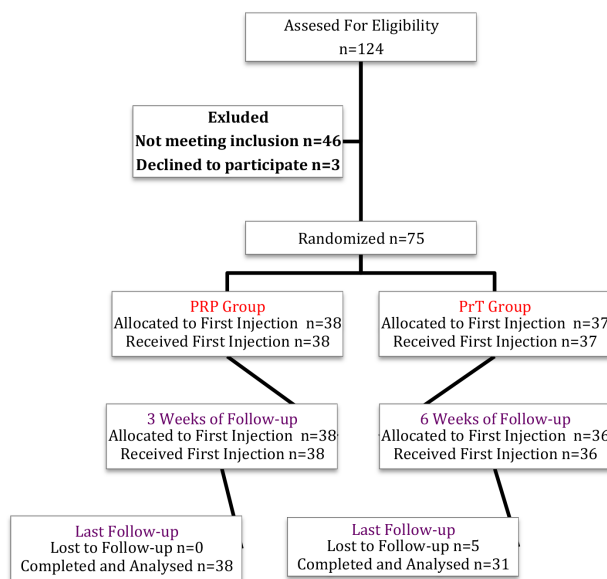 Assesed For Eligibility
n=124
Exluded
Not meeting inclusion n=46
Declined to participate n=3
Randomized n=75
PRP Group
Allocated to First Injection  n=38
Received First Injection n=38
PrT Group
Allocated to First Injection  n=37
Received First Injection  n=37
3 Weeks of Follow-up
Allocated to First Injection  n=38
Received First Injection n=38
6 Weeks of Follow-up
Allocated to First Injection  n=36
Received First Injection n=36
Last Follow-up
Lost to Follow-up n=0
Completed and Analysed n=38
Last Follow-up
Lost to Follow-up n=5
Completed and Analysed n=31